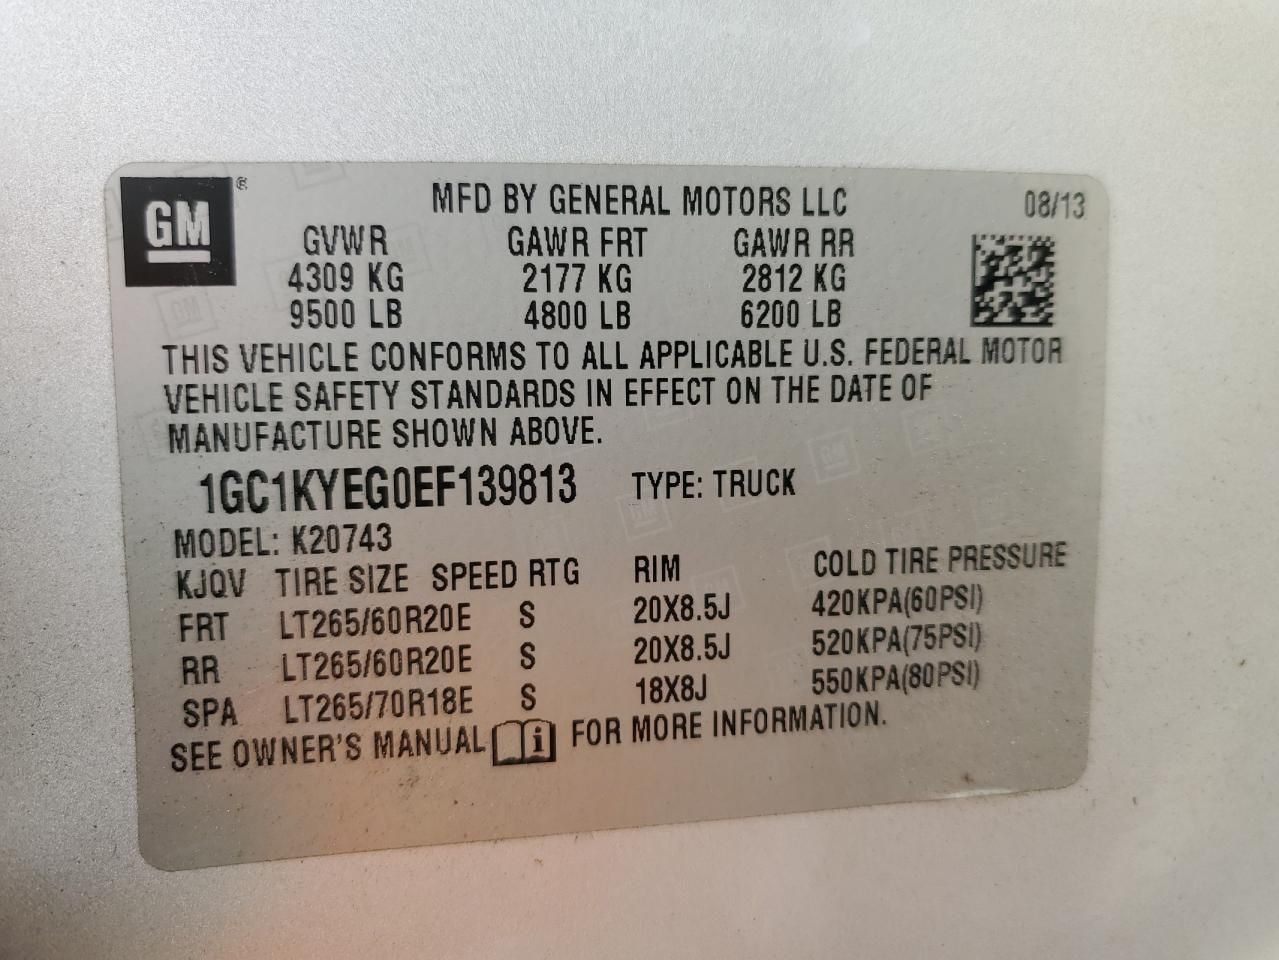 GM ®
MFD BY GENERAL MOTORS LLC 08/13
GVWR GAWR FRT GAWR RR
4309 KG 2177 KG 2812 KG
9500 LB 4800 LB 6200 LB
THIS VEHICLE CONFORMS TO ALL APPLICABLE U.S. FEDERAL MOTOR
VEHICLE SAFETY STANDARDS IN EFFECT ON THE DATE OF
MANUFACTURE SHOWN ABOVE.
1GC1KYEG0EF139813 TYPE: TRUCK
MODEL: K20743
KJQV TIRE SIZE SPEED RTG RIM COLD TIRE PRESSURE
FRT LT265/60R20E S 20X8.5J 420KPA(60PSI)
RR LT265/60R20E S 20X8.5J 520KPA(75PSI)
SPA LT265/70R18E S 18X8J 550KPA(80PSI)
SEE OWNER'S MANUAL i FOR MORE INFORMATION.